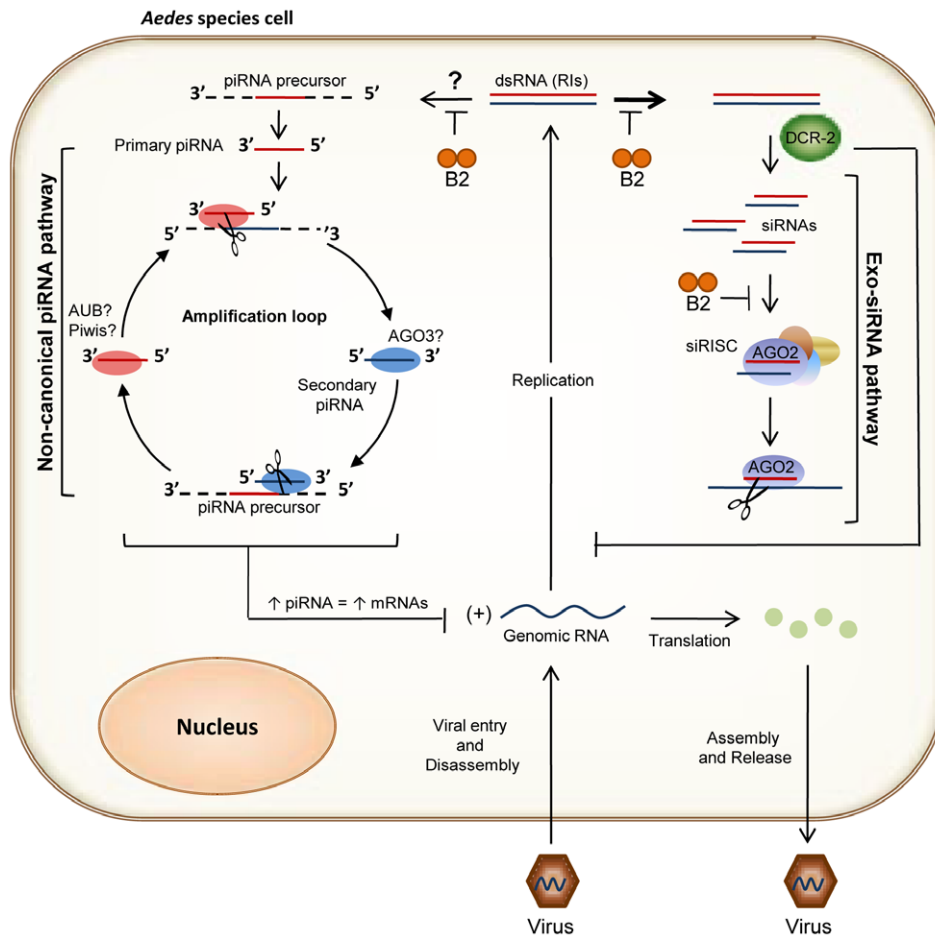 Aedes species cell
piRNA precursor
3’ 5’
?
dsRNA (RIs)
Primary piRNA
3’ 5’
B2
B2
DCR-2
3’ 5’
5’ ’3
siRNAs
B2
Non-canonical piRNA pathway
Exo-siRNA pathway
AUB?
Piwis?
3’ 5’
Amplification loop
AGO3?
5’ 3’
Secondary
piRNA
siRISC
AGO2
Replication
5’ 3’
3’ 5’
piRNA precursor
AGO2
↑ piRNA = ↑ mRNAs
(+)
Genomic RNA
Translation
Nucleus
Viral entry
and
Disassembly
Assembly
and Release
Virus
Virus